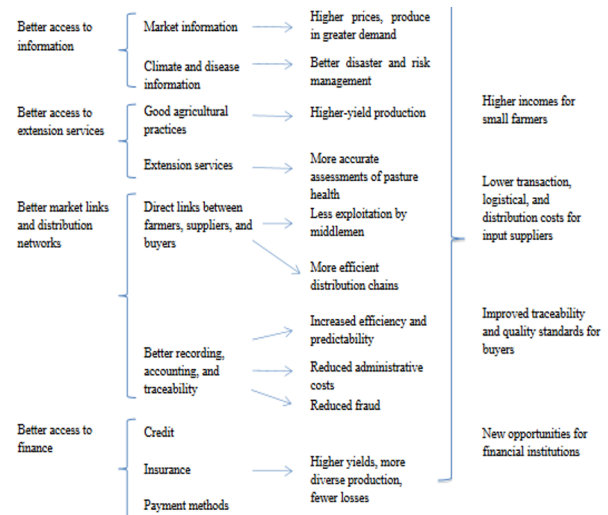 Better access to
information
Market information
Higher prices, produce
in greater demand
Climate and disease
information
Better disaster and risk
management
Better access to
extension services
Good agricultural
practices
Higher-yield production
Extension services
More accurate
assessments of pasture
health
Better market links
and distribution
networks
Direct links between
farmers, suppliers, and
buyers
Less exploitation by
middlemen
More efficient
distribution chains
Better recording,
accounting, and
traceability
Increased efficiency and
predictability
Reduced administrative
costs
Reduced fraud
Better access to
finance
Credit
Insurance
Payment methods
Higher yields, more
diverse production,
fewer losses
Higher incomes for
small farmers
Lower transaction,
logistical, and
distribution costs for
input suppliers
Improved traceability
and quality standards for
buyers
New opportunities for
financial institutions